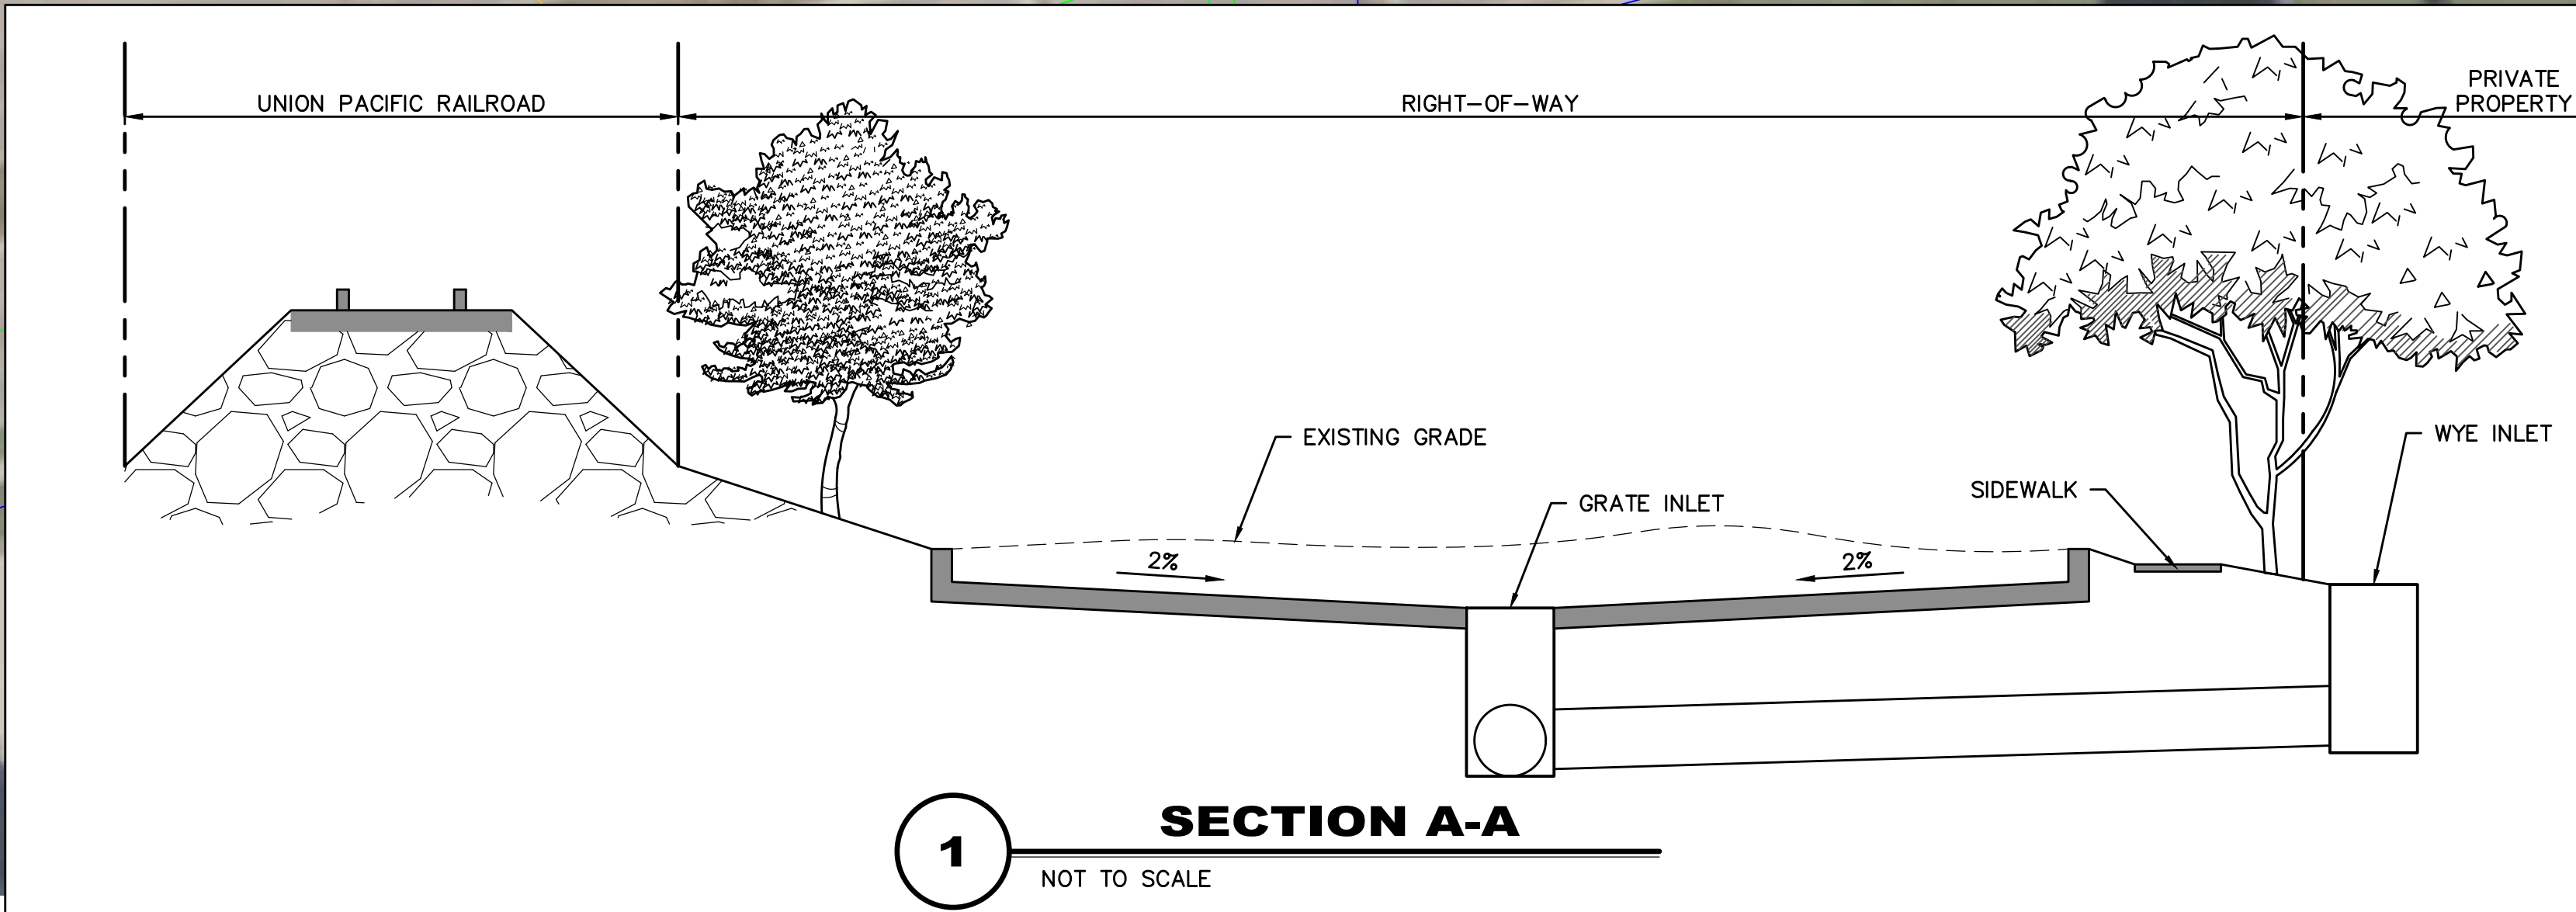 UNION PACIFIC RAILROAD
RIGHT-OF-WAY
PRIVATE
PROPERTY
EXISTING GRADE
WYE INLET
GRATE INLET
SIDEWALK
2%
2%
1
SECTION A-A
NOT TO SCALE